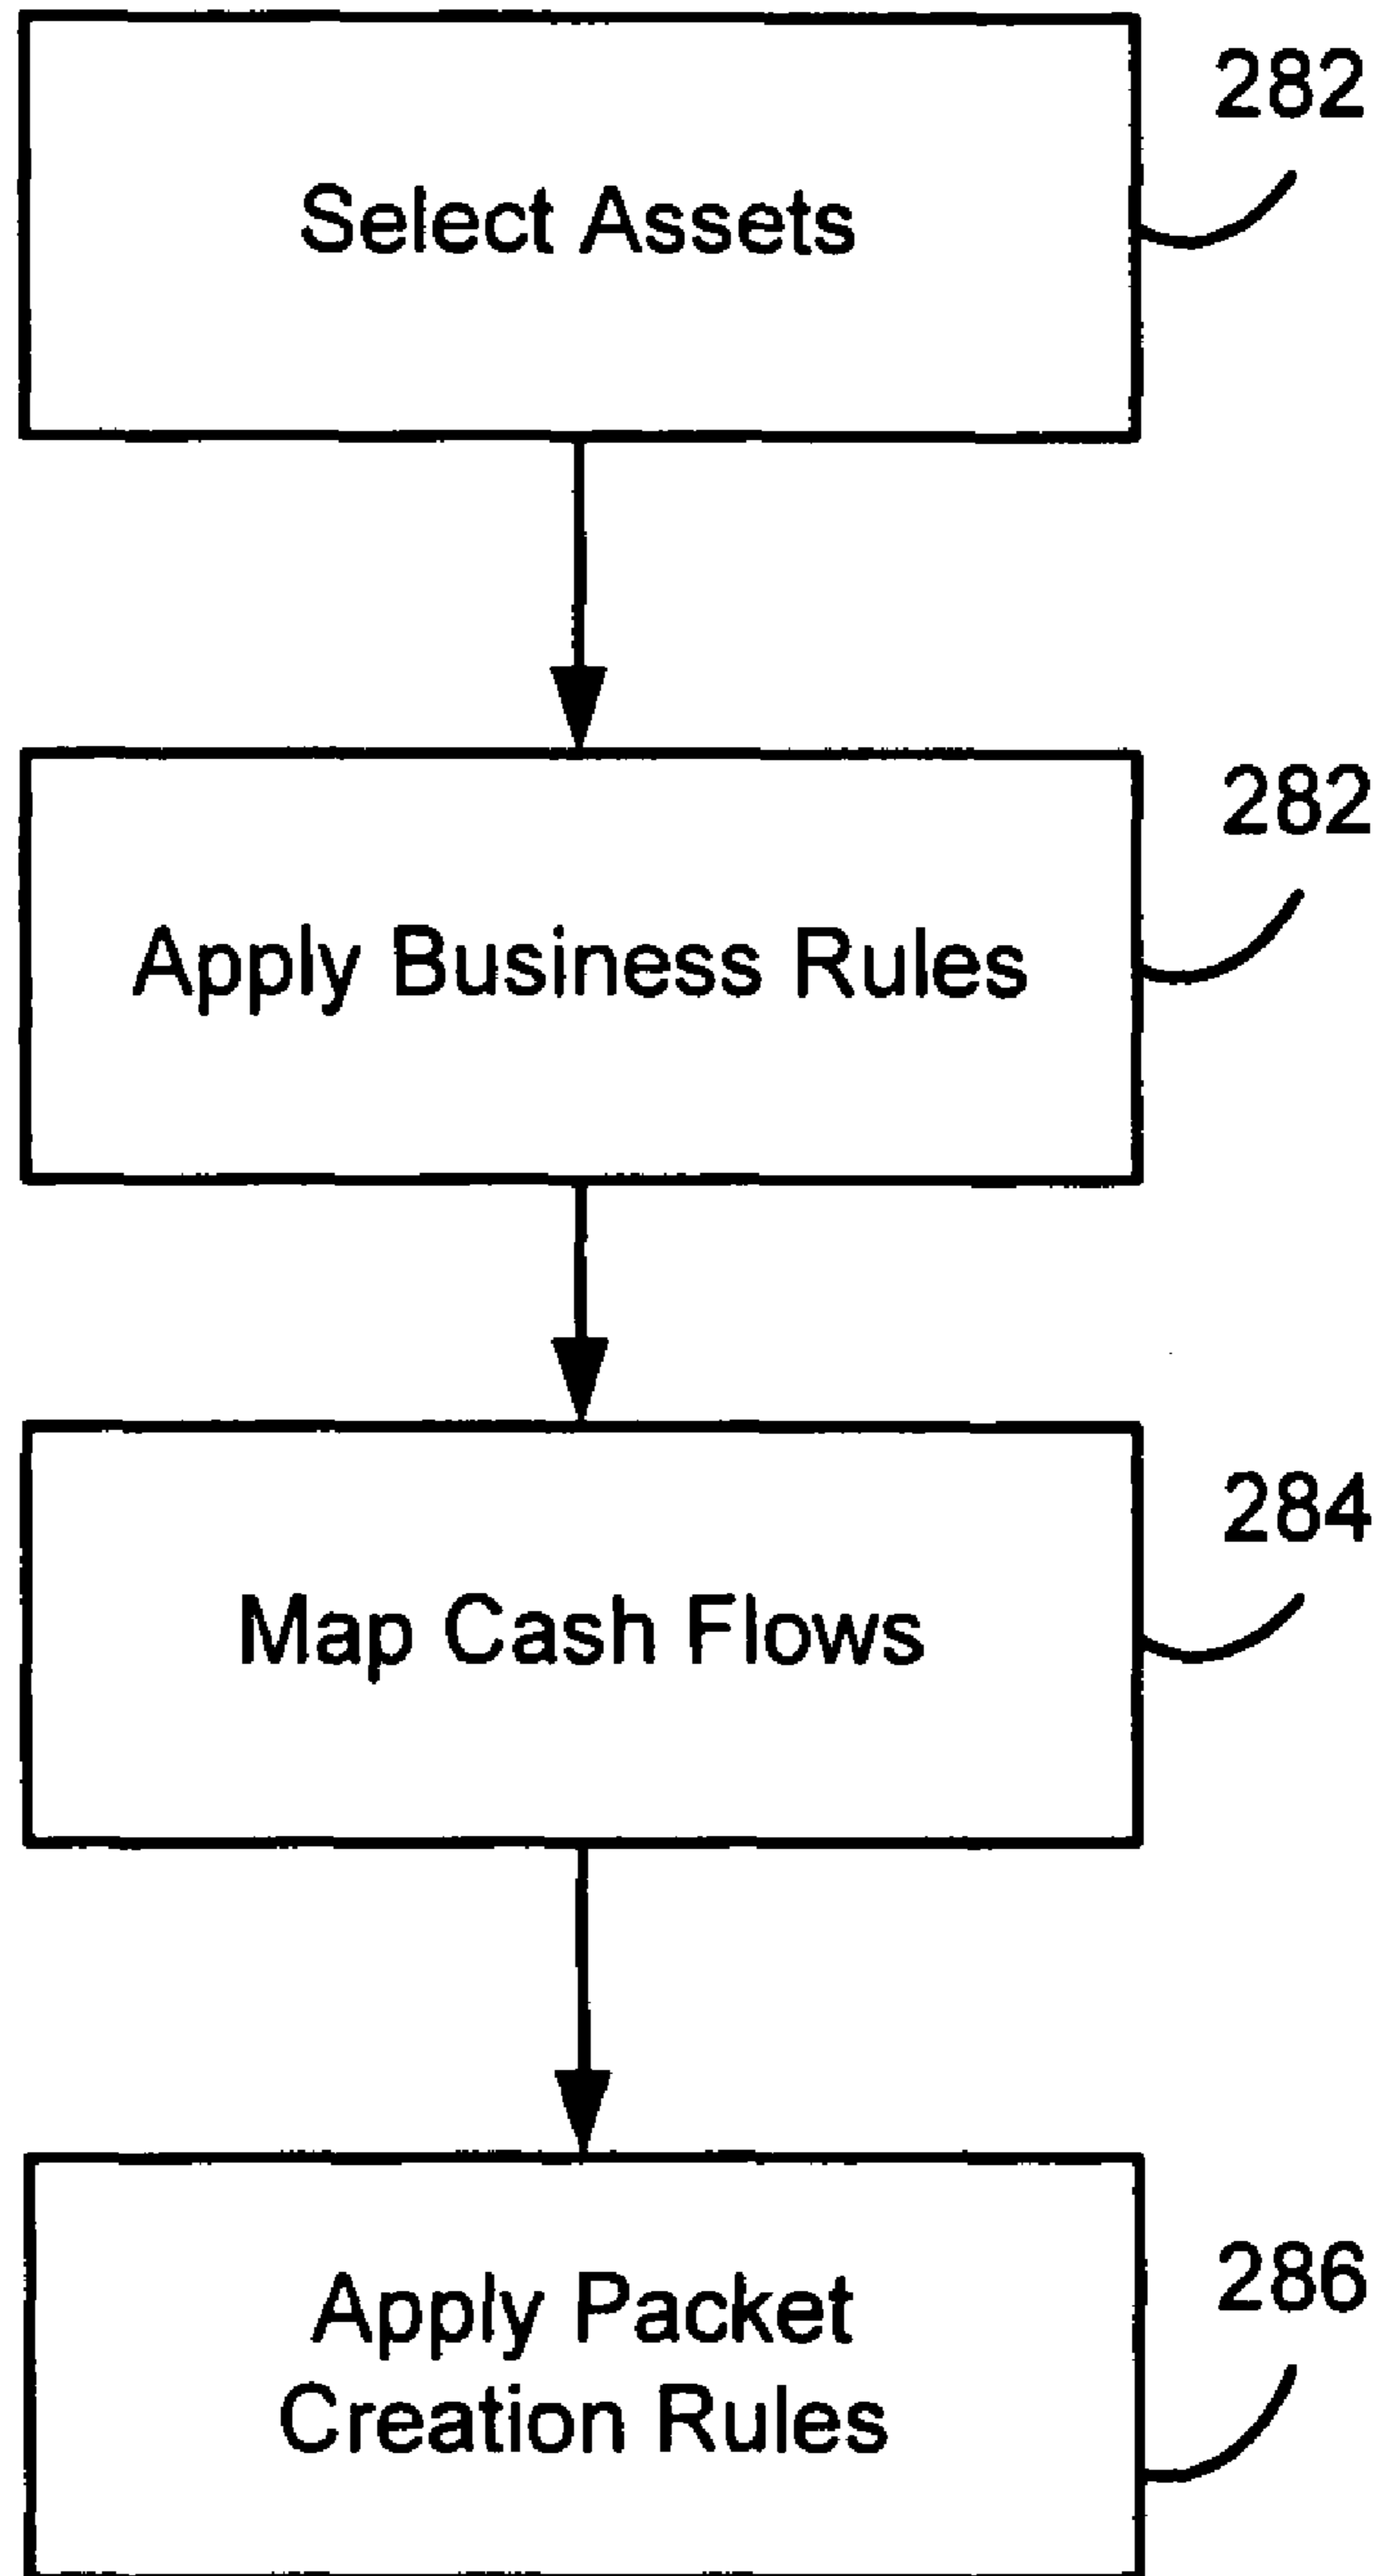 282
Select Assets
282
Apply Business Rules
284
Map Cash Flows
286
Apply Packet
Creation Rules